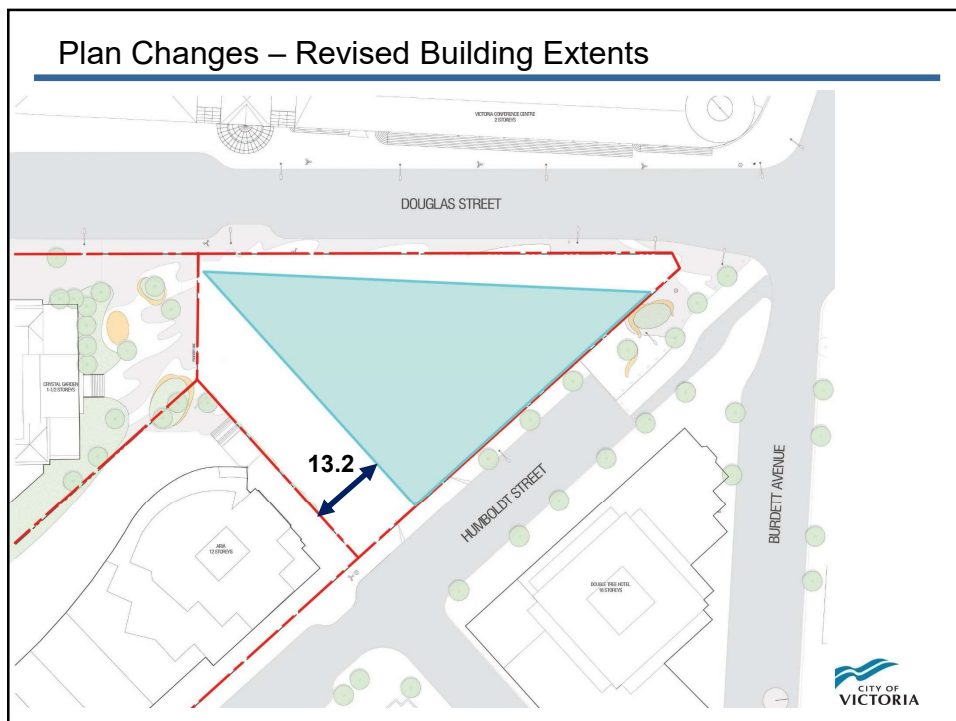 Plan Changes – Revised Building Extents
VICTORIA CONFERENCE CENTRE
2 STOREYS
DOUGLAS STREET
CRYSTAL GARDEN
1-1/2 STOREYS
13.2
ARIA
12 STOREYS
HUMBOLDT STREET
BURDETT AVENUE
DOUBLE TREE HOTEL
16 STOREYS
CITY OF
VICTORIA